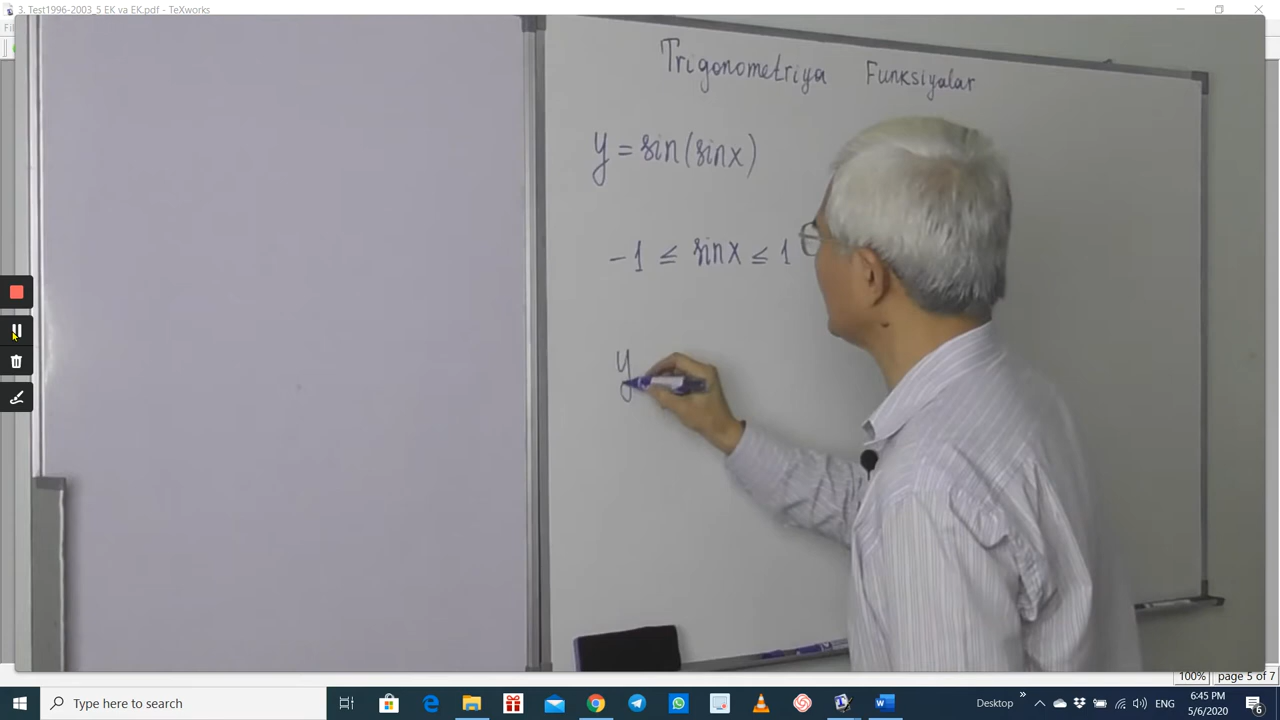 3. Test1996-2003_5 EK va EK.pdf - TeXworks
Trigonometriya Funksiyalar
y = sin(sinx)
-1 ≤ sinx ≤ 1
y
100% page 5 of 7
Type here to search
Desktop
ENG
6:45 PM
5/6/2020
6